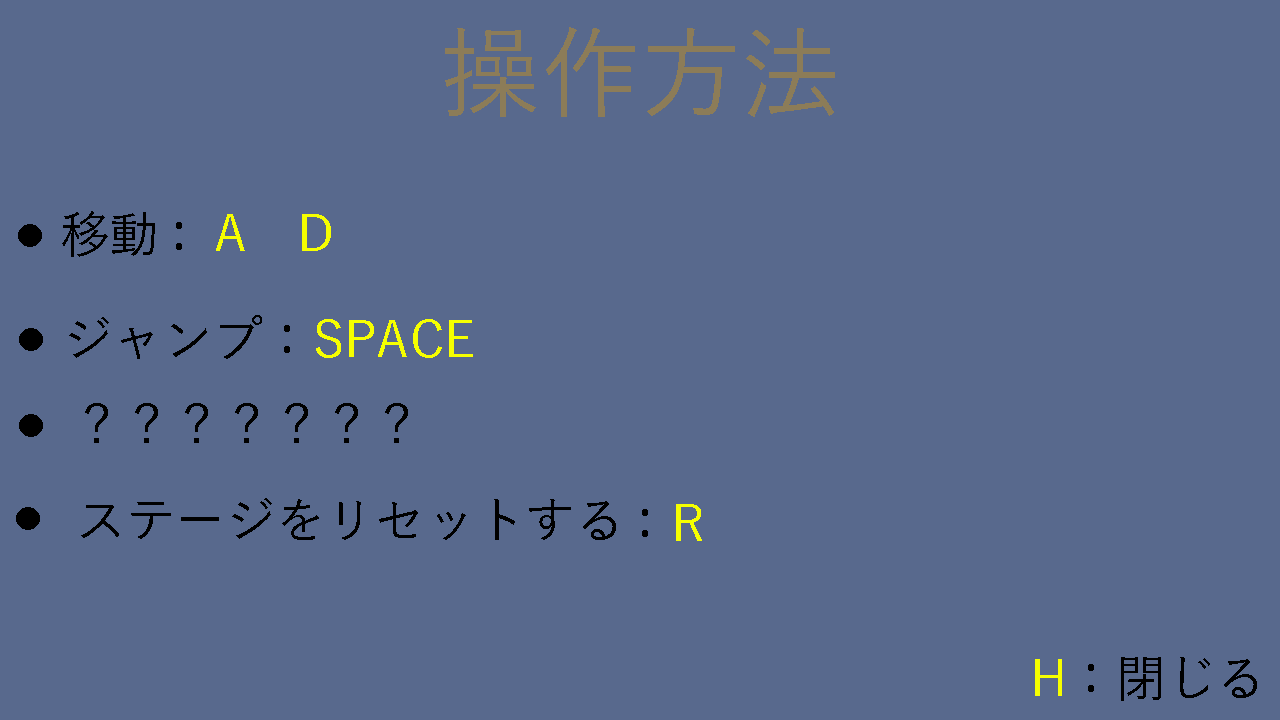 操作方法
● 移動： A　D
● ジャンプ：SPACE
● ？？？？？？？
● ステージをリセットする：R
H：閉じる